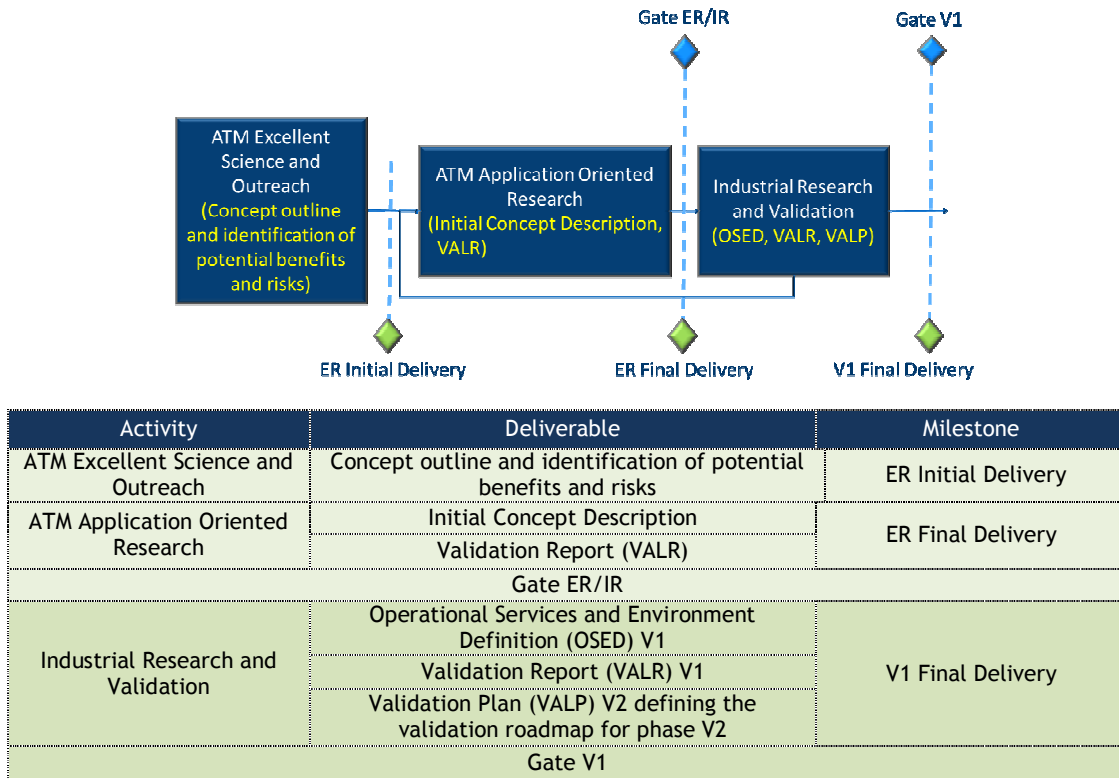 Gate ER/IR
Gate V1
ATM Excellent
Science and
Outreach
(Concept outline
and identification of
potential benefits
and risks)
ATM Application Oriented
Research
(Initial Concept Description,
VALR)
Industrial Research
and Validation
(OSED, VALR, VALP)
ER Initial Delivery
ER Final Delivery
V1 Final Delivery
Activity
Deliverable
Milestone
ATM Excellent Science and
Outreach
Concept outline and identification of potential
benefits and risks
ER Initial Delivery
ATM Application Oriented
Research
Initial Concept Description
Validation Report (VALR)
ER Final Delivery
Gate ER/IR
Industrial Research and
Validation
Operational Services and Environment
Definition (OSED) V1
Validation Report (VALR) V1
Validation Plan (VALP) V2 defining the
validation roadmap for phase V2
V1 Final Delivery
Gate V1